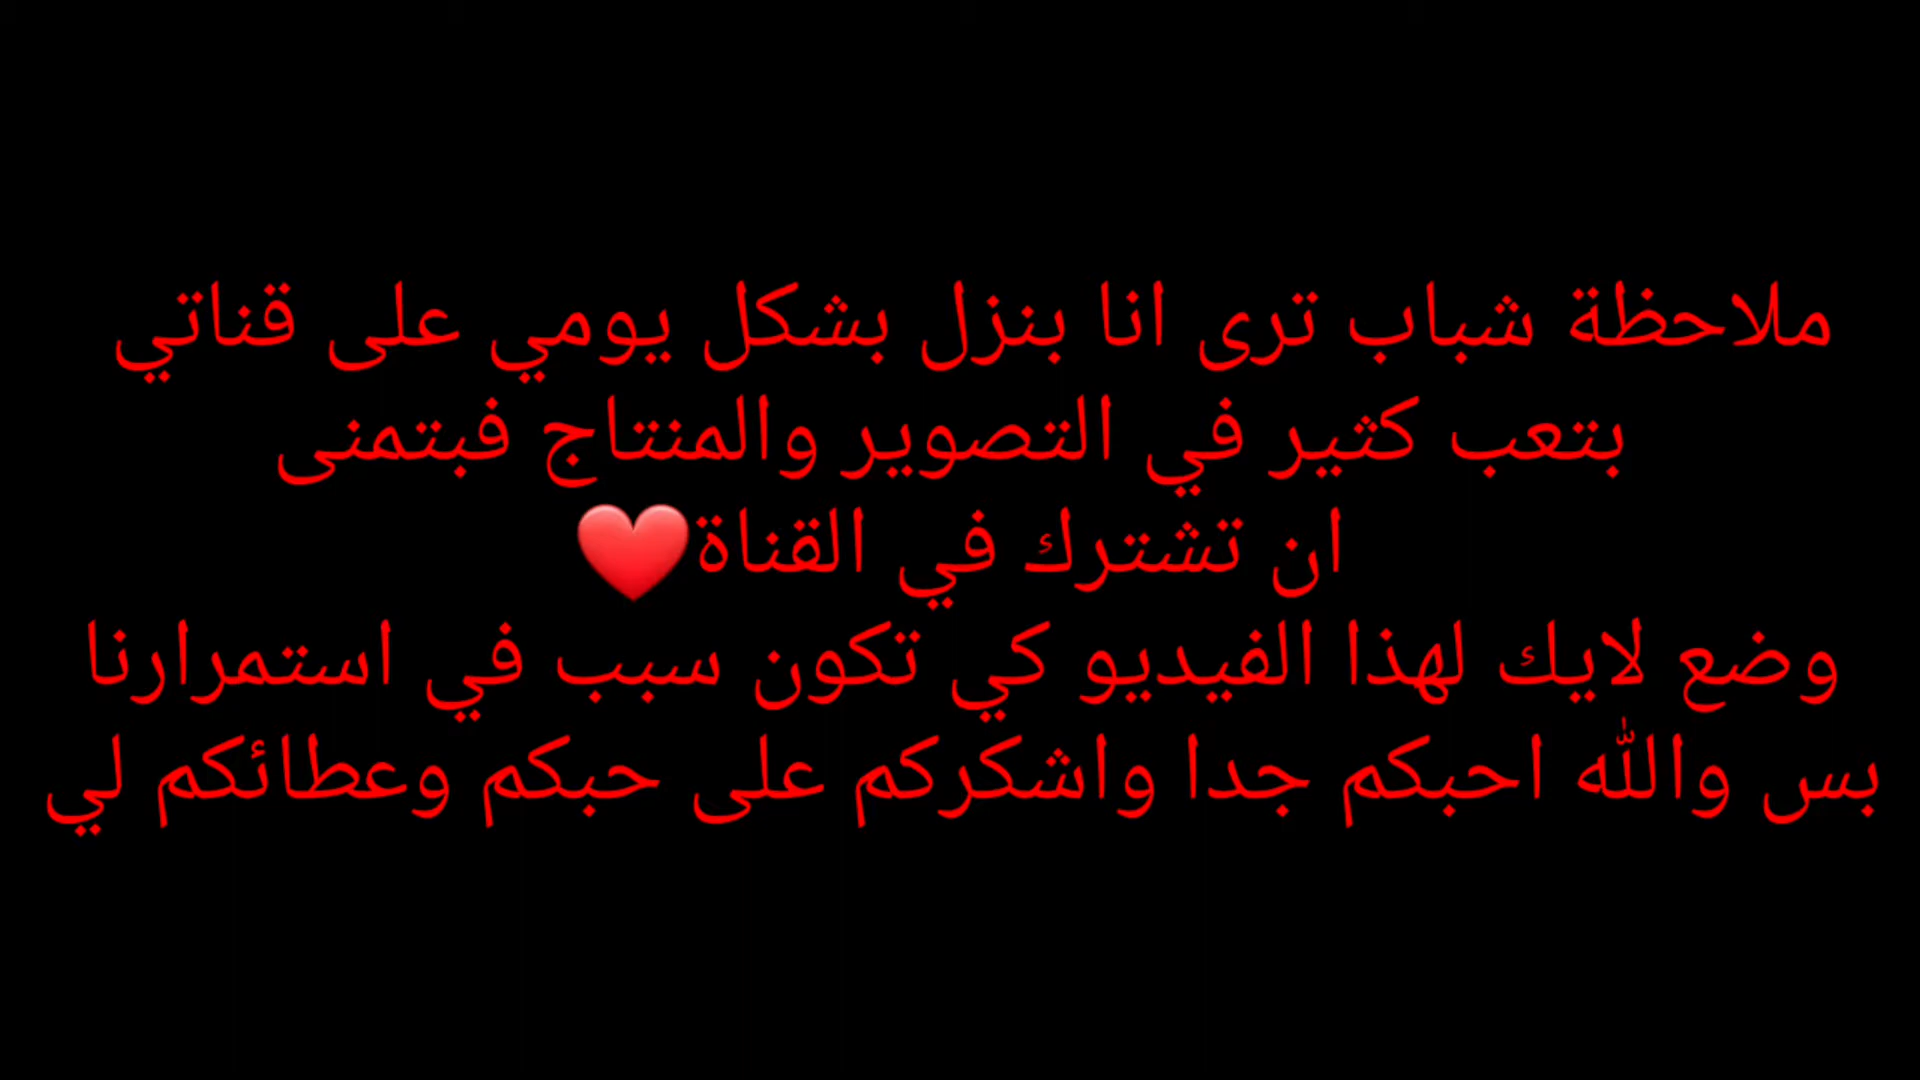 ملاحظة شباب ترى انا بنزل بشكل يومي على قناتي
بتعب كثير في التصوير والمنتاج فبتمنى
ان تشترك في القناة❤️
وضع لايك لهذا الفيديو كي تكون سبب في استمرارنا
بس والله احبكم جدا واشكركم على حبكم وعطائكم لي